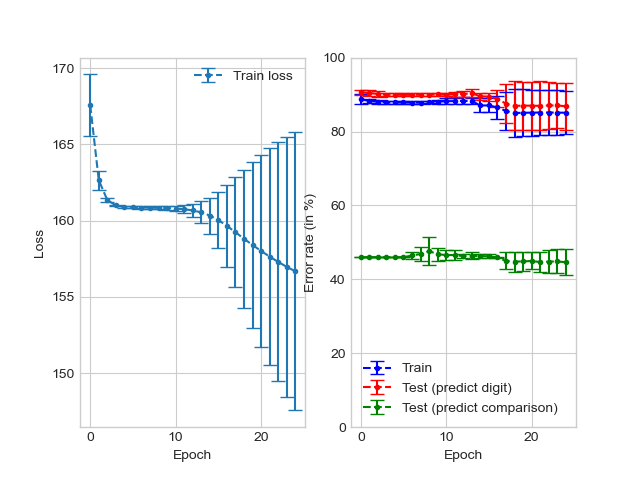 170
165
160
155
150
0
10
20
Epoch
Loss
Train loss
100
80
60
40
20
0
0
10
20
Epoch
Error rate (in %)
Train
Test (predict digit)
Test (predict comparison)